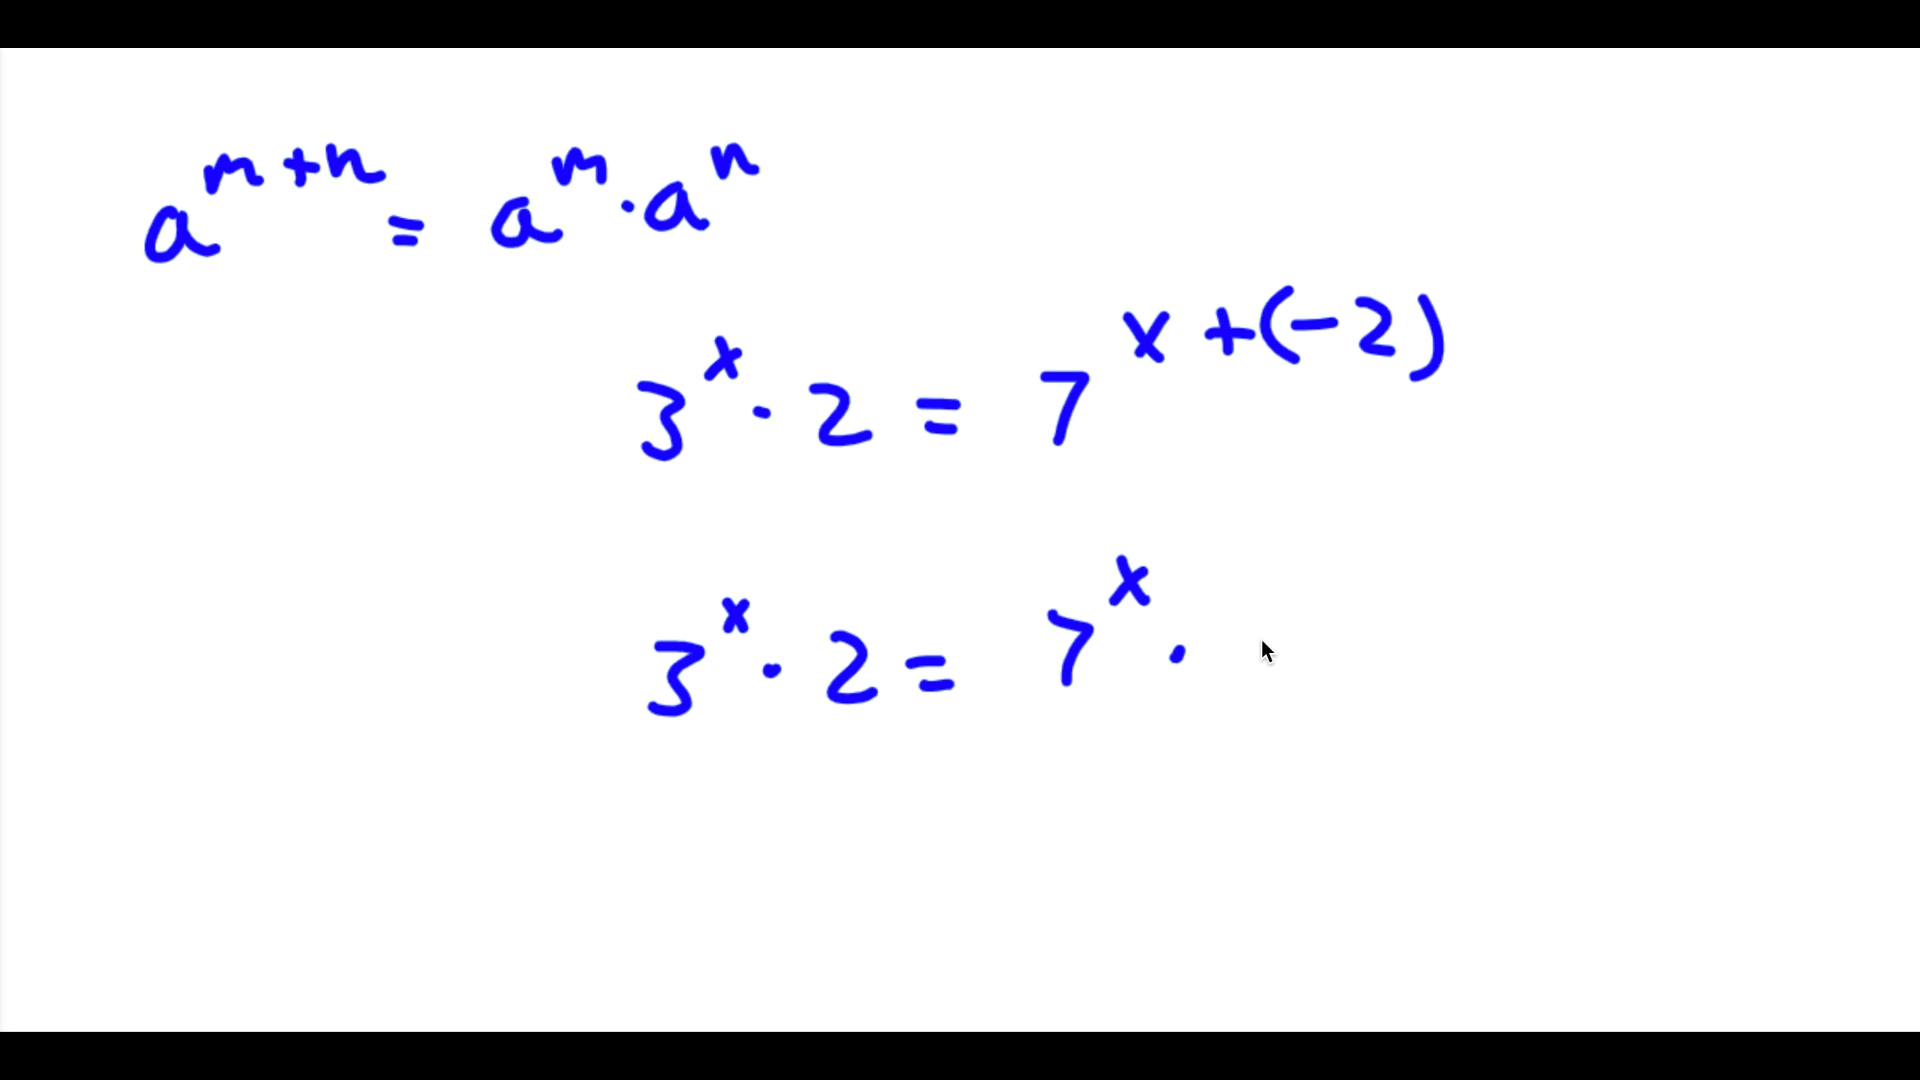 a^{m+n} = a^m · a^n
3^x · 2 = 7^{x+(-2)}
3^x · 2 = 7^x ·